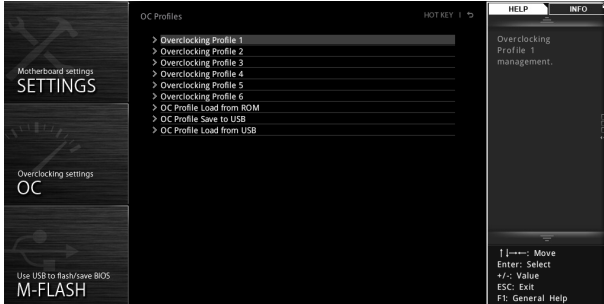 Motherboard settings
SETTINGS
Overclocking settings
OC
Use USB to flash/save BIOS
M-FLASH
OC Profiles
HOT KEY |
> Overclocking Profile 1
> Overclocking Profile 2
> Overclocking Profile 3
> Overclocking Profile 4
> Overclocking Profile 5
> Overclocking Profile 6
> OC Profile Load from ROM
> OC Profile Save to USB
> OC Profile Load from USB
HELP
INFO
Overclocking
Profile 1
management.
↑↓→←: Move
Enter: Select
+/-: Value
ESC: Exit
F1: General Help